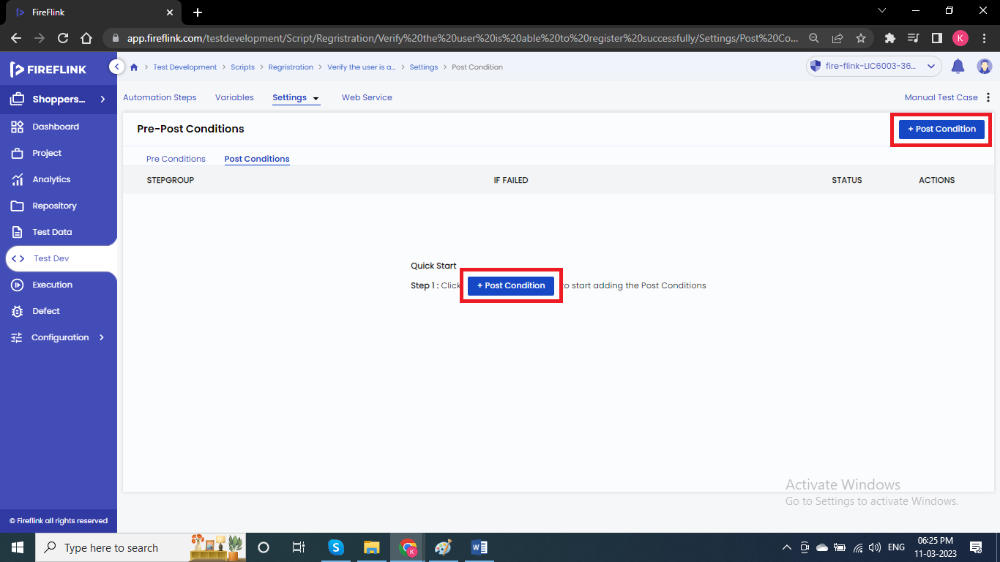 FireFlink
app.fireflink.com/testdevelopment/Script/Regristration/Verify%20the%20user%20is%20able%20to%20register%20successfully/Settings/Post%20Co...
K
FIREFLINK
Test Development
Scripts
Registration
Verify the user is a...
Settings
Post Condition
fire-flink-LIC6003-36...
Shoppers...
Automation Steps
Variables
Settings
Web Service
Manual Test Case
Dashboard
Project
Analytics
Repository
Test Data
Test Dev
Execution
Defect
Configuration
Pre-Post Conditions
+ Post Condition
Pre Conditions
Post Conditions
STEPGROUP
IF FAILED
STATUS
ACTIONS
Quick Start
Step 1 : Click + Post Condition to start adding the Post Conditions
Activate Windows
Go to Settings to activate Windows.
© Fireflink all rights reserved
Type here to search
ENG
06:25 PM
11-03-2023